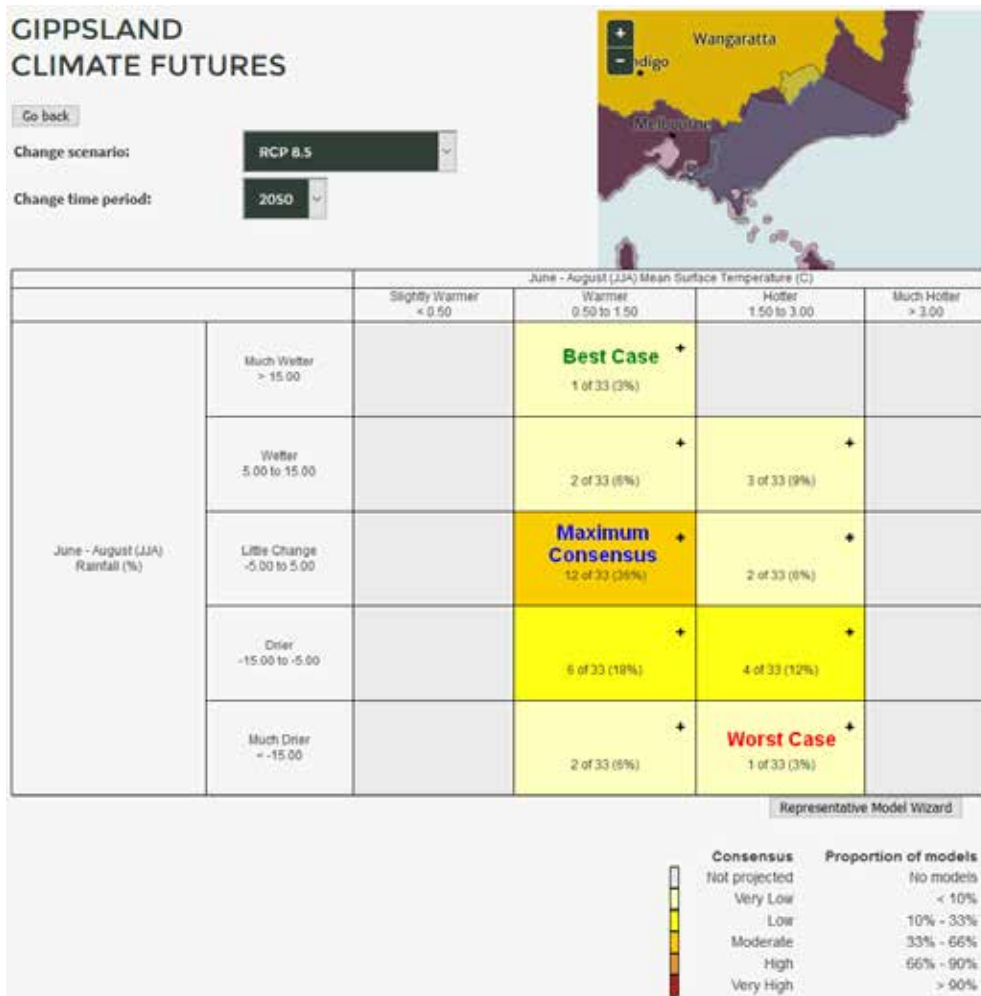 GIPPSLAND
CLIMATE FUTURES
Go back
Change scenario:
RCP 8.5
Change time period:
2050
+
−
Wangaratta
ndigo
Melbourne
June - August (JJA) Mean Surface Temperature (C)
Slightly Warmer
< 0.50
Warmer
0.50 to 1.50
Hotter
1.50 to 3.00
Much Hotter
> 3.00
June - August (JJA)
Rainfall (%)
Much Wetter
> 15.00
Best Case +
1 of 33 (3%)
Wetter
5.00 to 15.00
+
2 of 33 (6%)
+
3 of 33 (9%)
Little Change
-5.00 to 5.00
Maximum +
Consensus
12 of 33 (36%)
+
2 of 33 (6%)
Drier
-15.00 to -5.00
+
6 of 33 (18%)
+
4 of 33 (12%)
Much Drier
< -15.00
+
2 of 33 (6%)
Worst Case +
1 of 33 (3%)
Representative Model Wizard
Consensus Proportion of models
Not projected No models
Very Low < 10%
Low 10% - 33%
Moderate 33% - 66%
High 66% - 90%
Very High > 90%